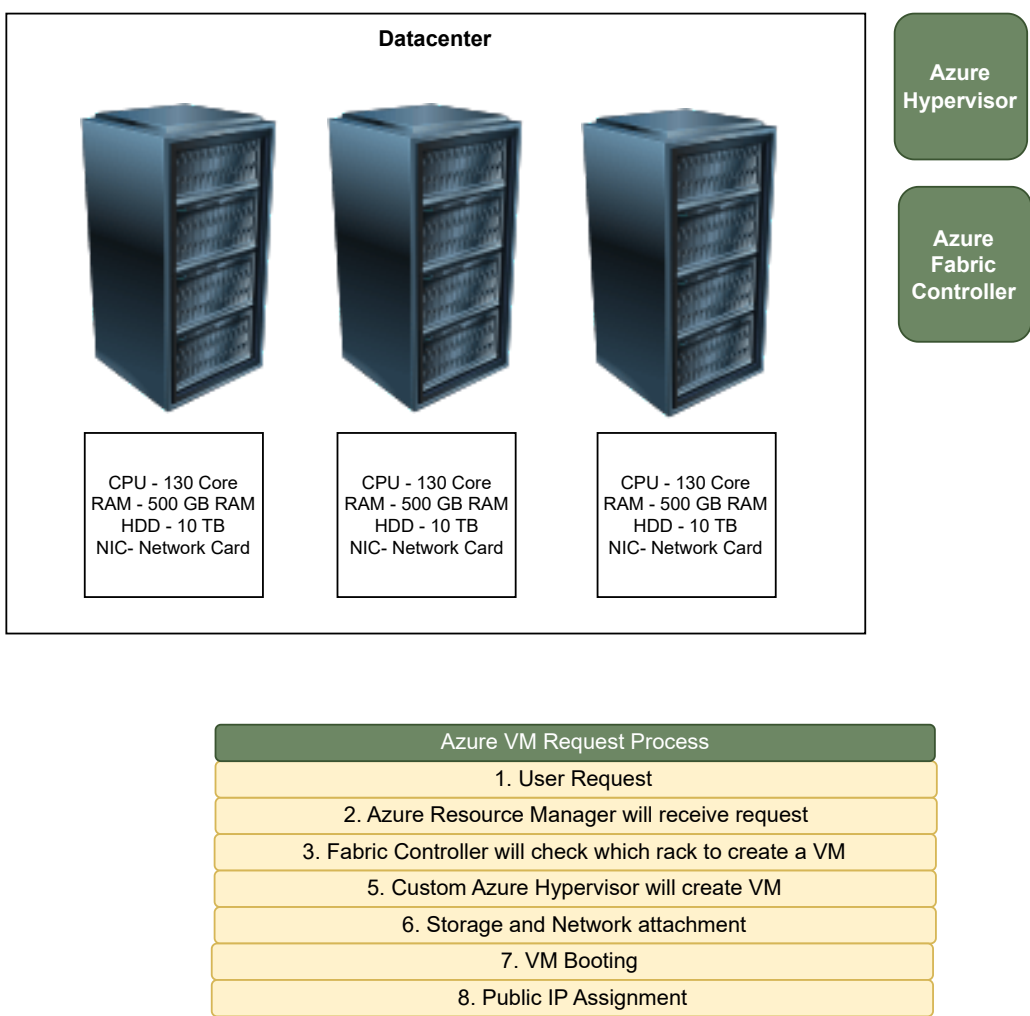 Datacenter
Azure
Hypervisor
Azure
Fabric
Controller
CPU - 130 Core
RAM - 500 GB RAM
HDD - 10 TB
NIC- Network Card
CPU - 130 Core
RAM - 500 GB RAM
HDD - 10 TB
NIC- Network Card
CPU - 130 Core
RAM - 500 GB RAM
HDD - 10 TB
NIC- Network Card
Azure VM Request Process
1. User Request
2. Azure Resource Manager will receive request
3. Fabric Controller will check which rack to create a VM
5. Custom Azure Hypervisor will create VM
6. Storage and Network attachment
7. VM Booting
8. Public IP Assignment